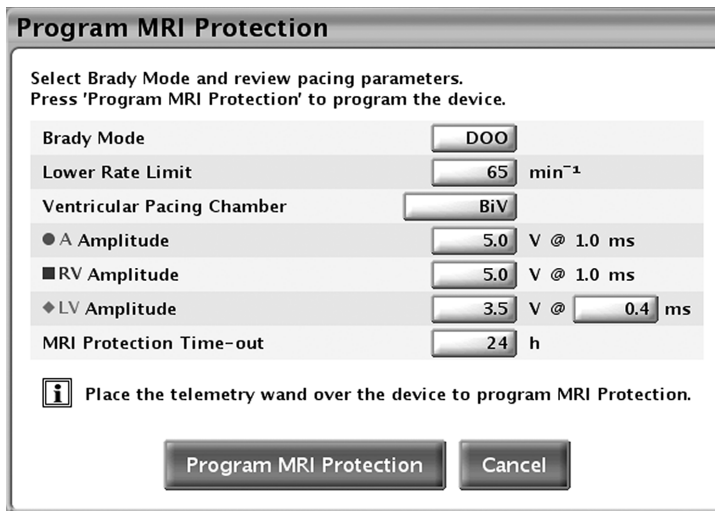 Program MRI Protection
Select Brady Mode and review pacing parameters.
Press 'Program MRI Protection' to program the device.
Brady Mode DOO
Lower Rate Limit 65 min⁻¹
Ventricular Pacing Chamber BiV
A Amplitude 5.0 V @ 1.0 ms
RV Amplitude 5.0 V @ 1.0 ms
LV Amplitude 3.5 V @ 0.4 ms
MRI Protection Time-out 24 h
i Place the telemetry wand over the device to program MRI Protection.
Program MRI Protection Cancel